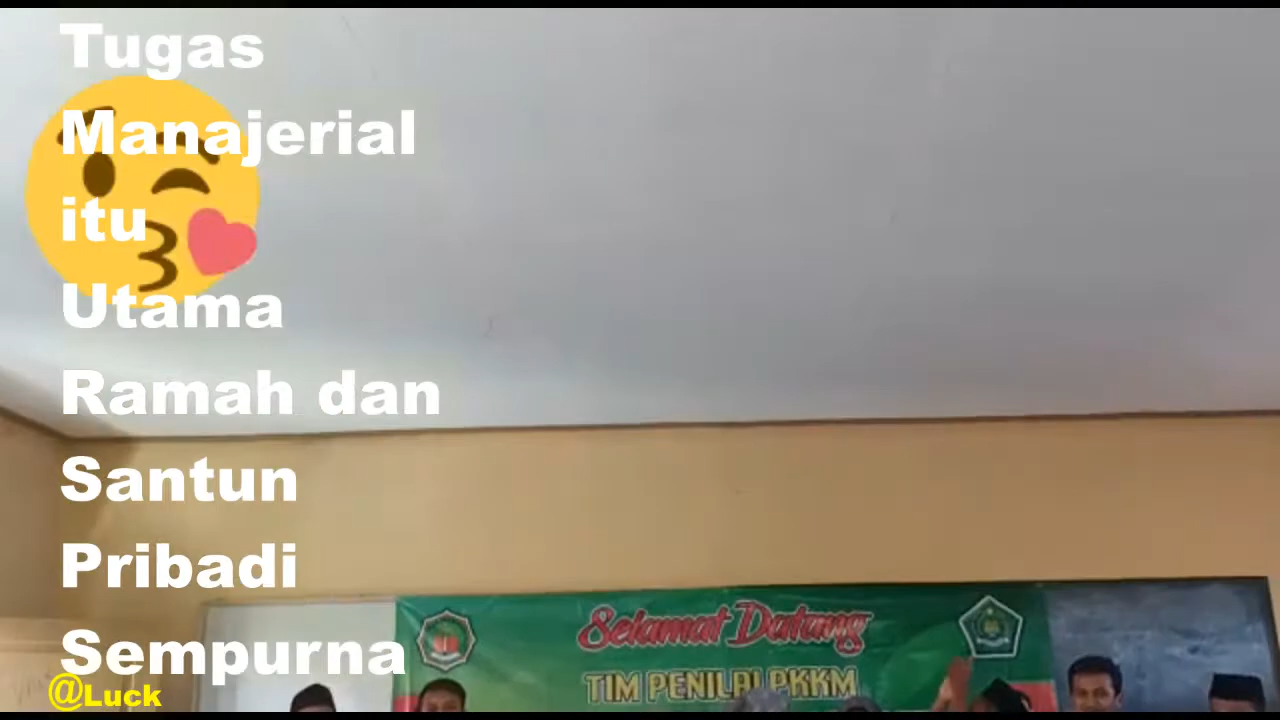 Tugas
Manajerial
itu
Utama
Ramah dan
Santun
Pribadi
Sempurna
@Luck
Selamat Datang
TIM PENILAI PKKM